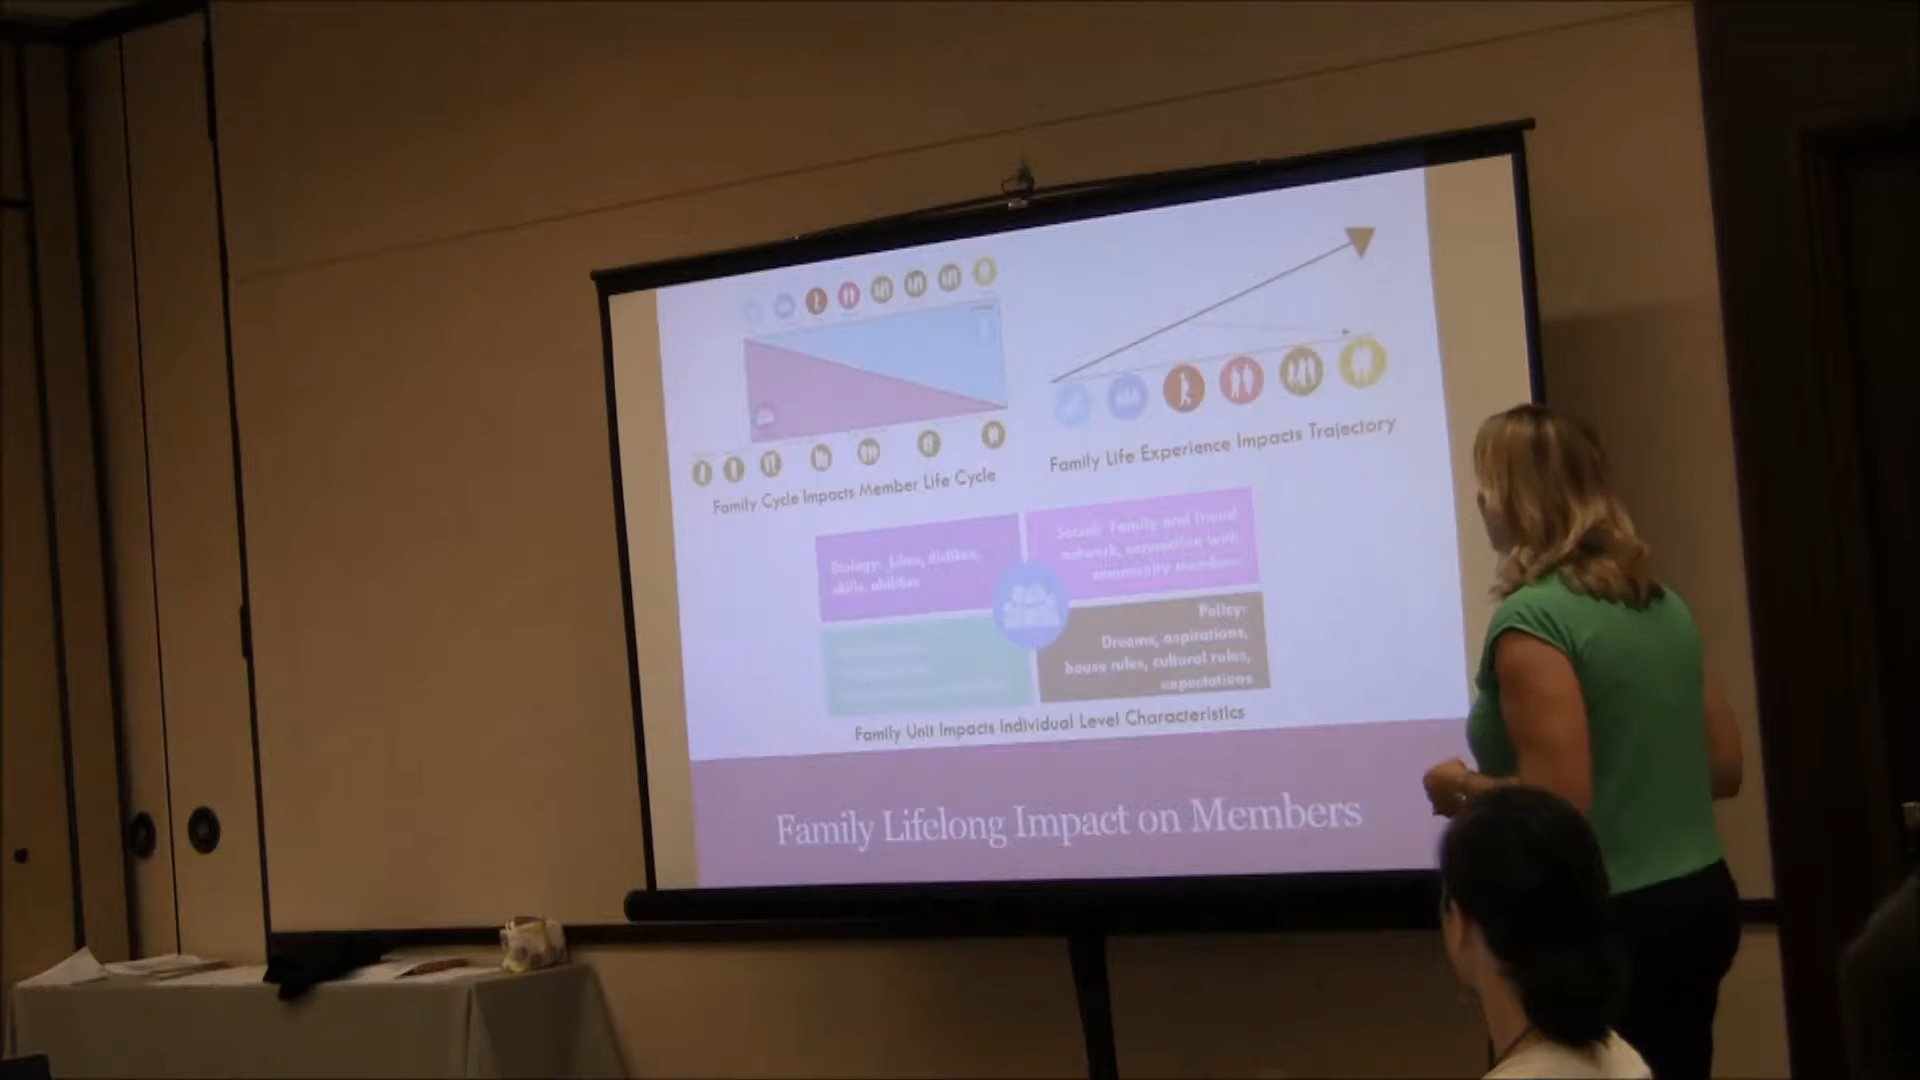 Family Cycle Impacts Member Life Cycle
Family Life Experience Impacts Trajectory
Biology: Likes, dislikes,
skills, abilities
Social: Family and friend
network, connection with
community members
Policy:
Dreams, aspirations,
house rules, cultural rules,
expectations
Family Unit Impacts Individual Level Characteristics
Family Lifelong Impact on Members